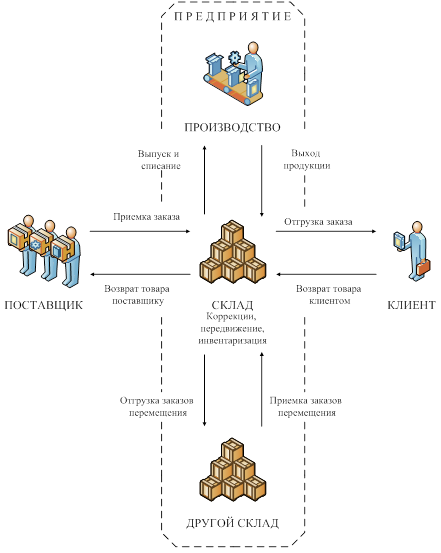 ПРЕДПРИЯТИЕ
ПРОИЗВОДСТВО
Выпуск и
списание
Выход
продукции
Приемка заказа
Отгрузка заказа
Возврат товара
поставщику
Возврат товара
клиентом
ПОСТАВЩИК
СКЛАД
КЛИЕНТ
Коррекции,
передвижение,
инвентаризация
Отгрузка заказов
перемещения
Приемка заказов
перемещения
ДРУГОЙ СКЛАД